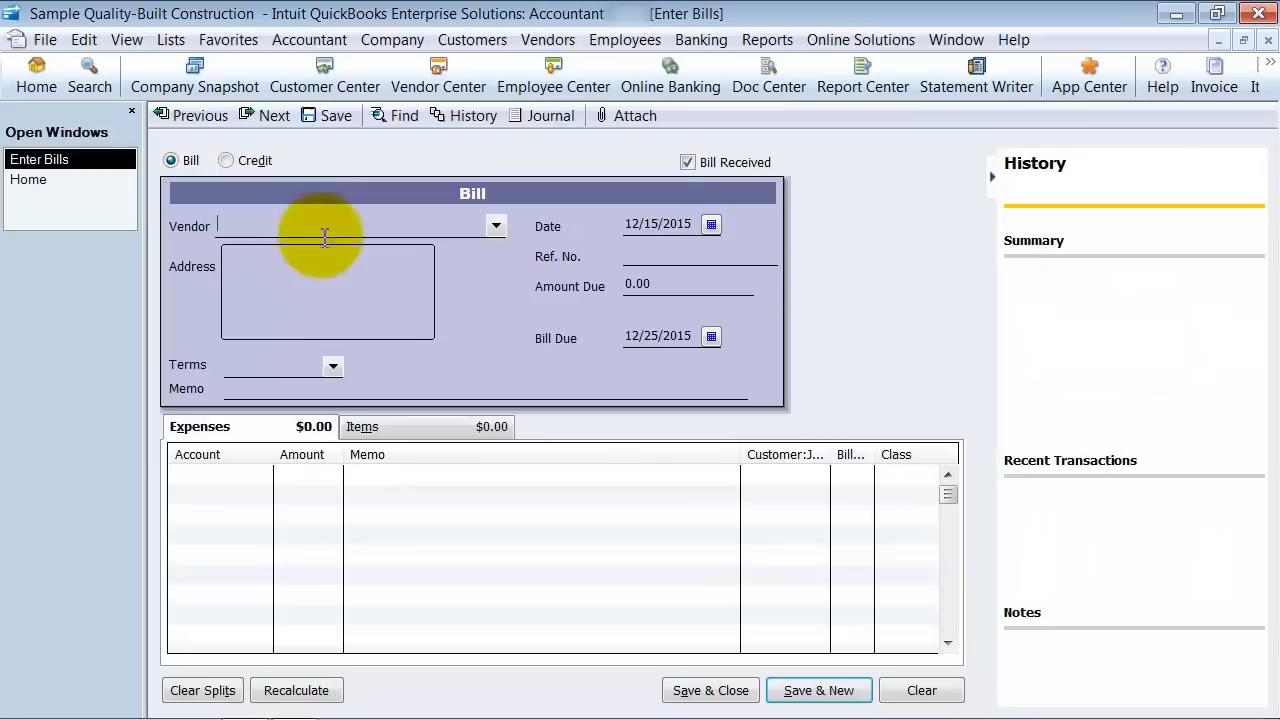 Sample Quality-Built Construction - Intuit QuickBooks Enterprise Solutions: Accountant [Enter Bills]
File Edit View Lists Favorites Accountant Company Customers Vendors Employees Banking Reports Online Solutions Window Help
Home Search Company Snapshot Customer Center Vendor Center Employee Center Online Banking Doc Center Report Center Statement Writer App Center Help Invoice It
Open Windows
Enter Bills
Home
Previous Next Save Find History Journal Attach
Bill Credit Bill Received
Bill
Vendor Date 12/15/2015
Ref. No.
Address
Amount Due 0.00
Bill Due 12/25/2015
Terms
Memo
Expenses $0.00 Items $0.00
Account Amount Memo Customer:J... Bill... Class
Clear Splits Recalculate Save & Close Save & New Clear
History
Summary
Recent Transactions
Notes